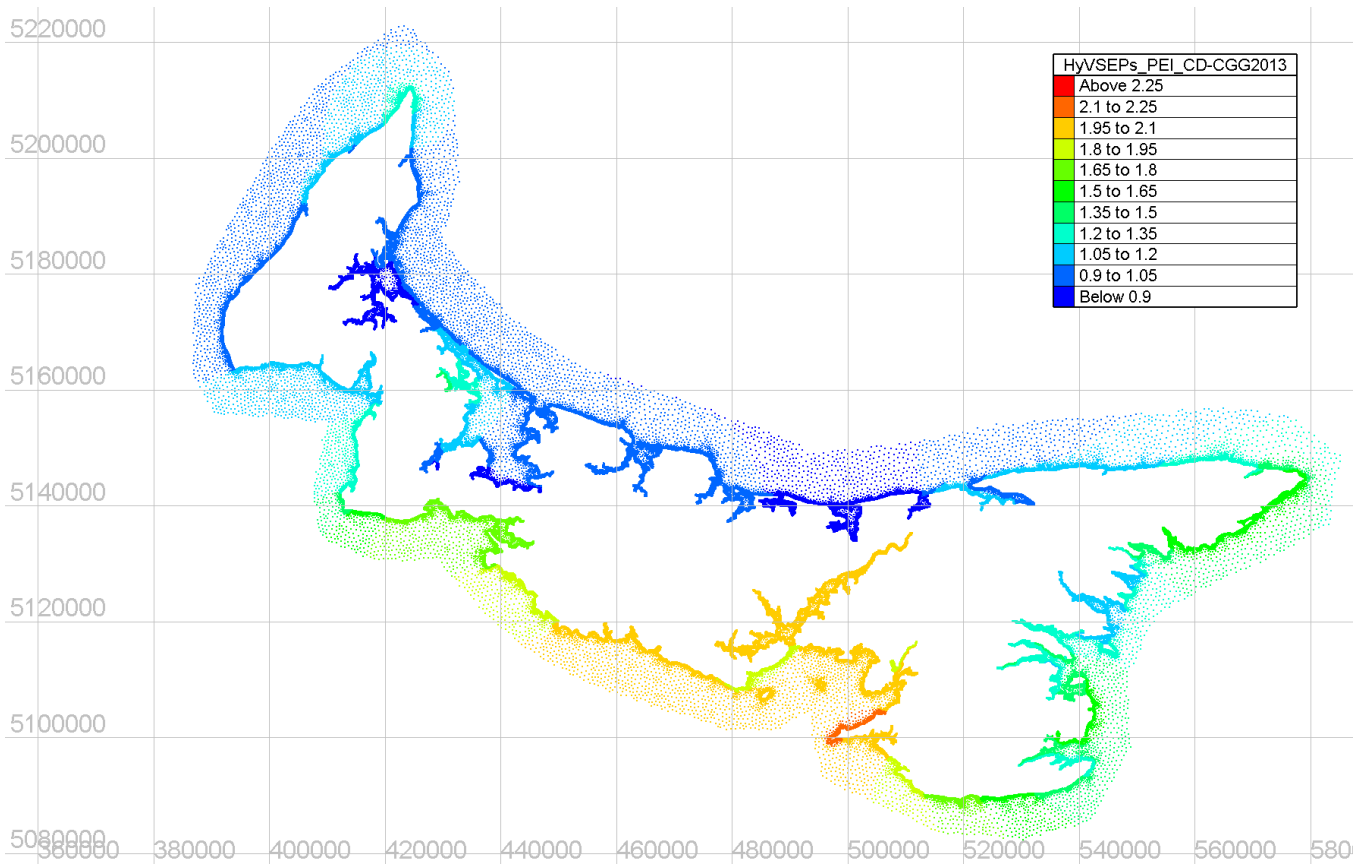 5220000
HyVSEPs_PEI_CD-CGG2013
Above 2.25
2.1 to 2.25
1.95 to 2.1
1.8 to 1.95
1.65 to 1.8
1.5 to 1.65
1.35 to 1.5
1.2 to 1.35
1.05 to 1.2
0.9 to 1.05
Below 0.9
5200000
5180000
5160000
5140000
5120000
5100000
5080000
360000 380000 400000 420000 440000 460000 480000 500000 520000 540000 560000 5800